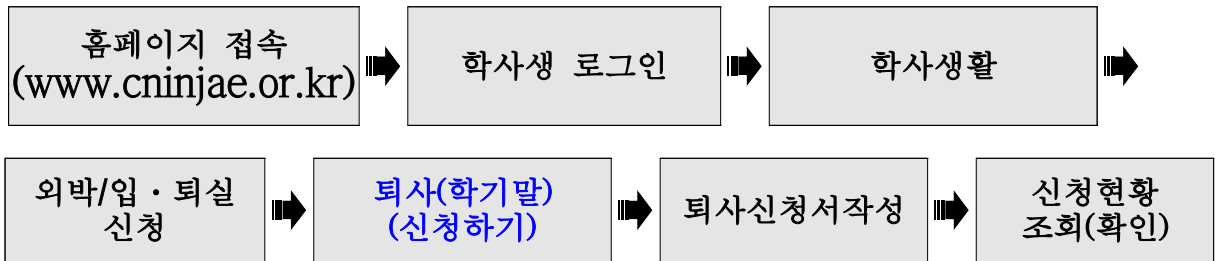 홈페이지 접속
(www.cninjae.or.kr)
학사생 로그인
학사생활
외박/입・퇴실
신청
퇴사(학기말)
(신청하기)
퇴사신청서작성
신청현황
조회(확인)